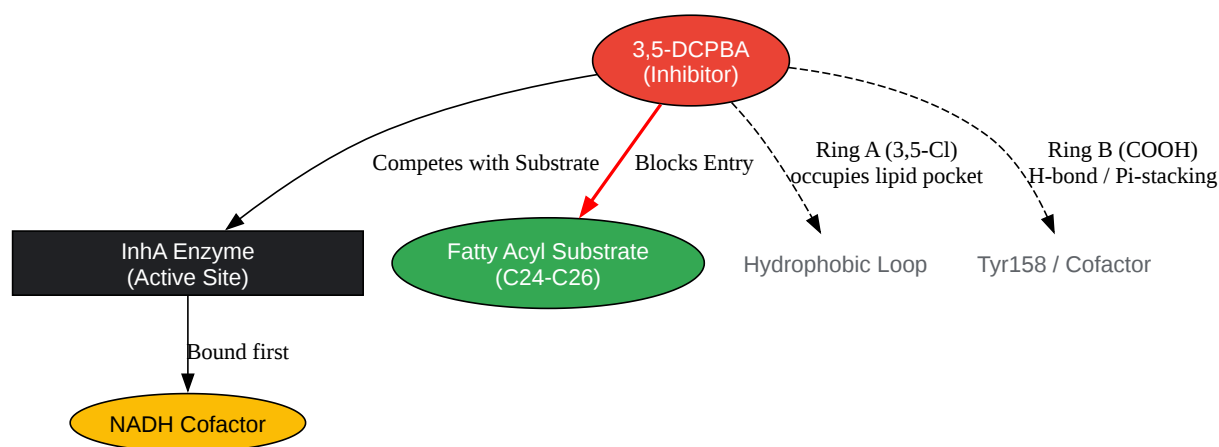 3,5-DCPBA
(Inhibitor)
Competes with Substrate
Blocks Entry
Ring A (3,5-Cl)
occupies lipid pocket
Ring B (COOH)
H-bond / Pi-stacking
InhA Enzyme
(Active Site)
Fatty Acyl Substrate
(C24-C26)
Hydrophobic Loop
Tyr158 / Cofactor
Bound first
NADH Cofactor